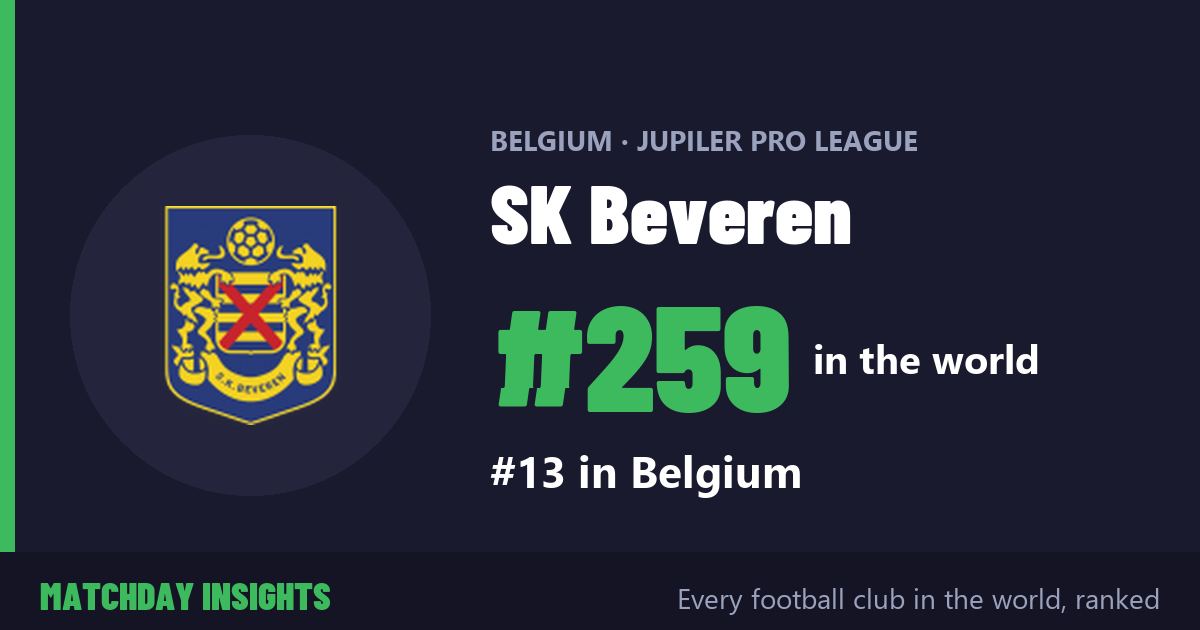 BELGIUM · JUPILER PRO LEAGUE
SK Beveren
S.K. BEVEREN
#259 in the world
#13 in Belgium
MATCHDAY INSIGHTS
Every football club in the world, ranked